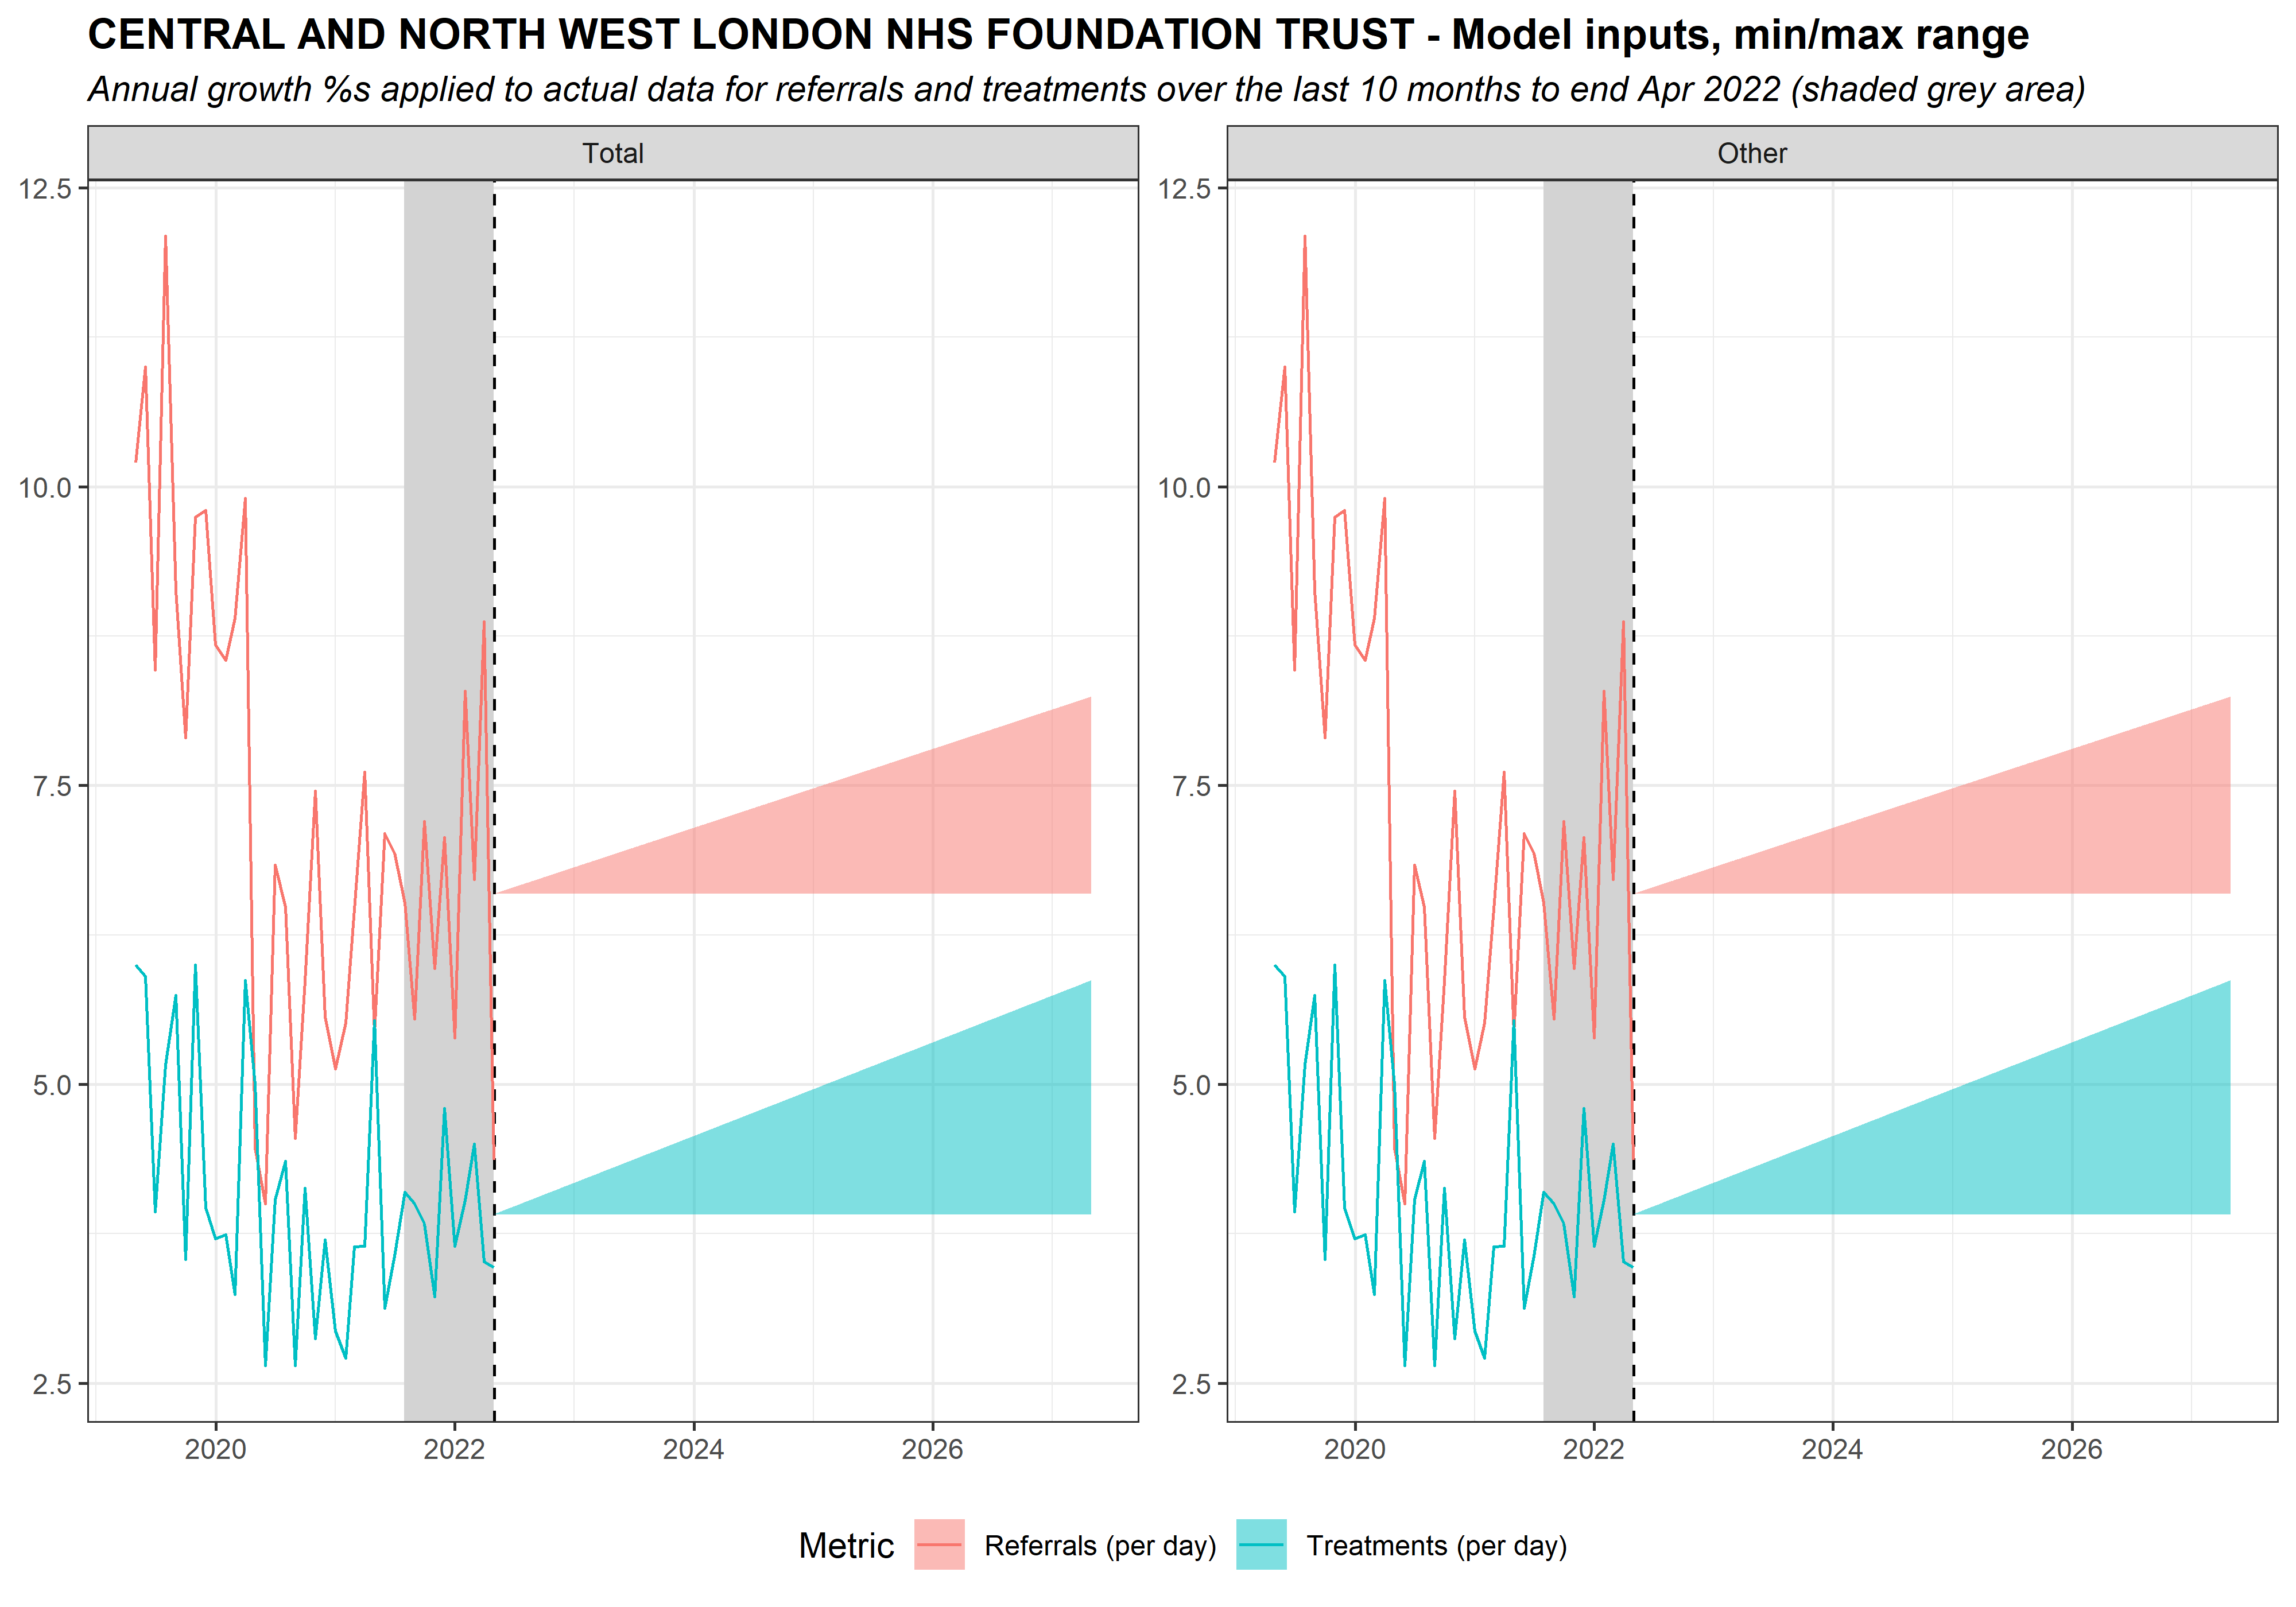 CENTRAL AND NORTH WEST LONDON NHS FOUNDATION TRUST - Model inputs, min/max range
Annual growth %s applied to actual data for referrals and treatments over the last 10 months to end Apr 2022 (shaded grey area)
Total
12.5
10.0
7.5
5.0
2.5
2020 2022 2024 2026
Other
12.5
10.0
7.5
5.0
2.5
2020 2022 2024 2026
Metric Referrals (per day) Treatments (per day)